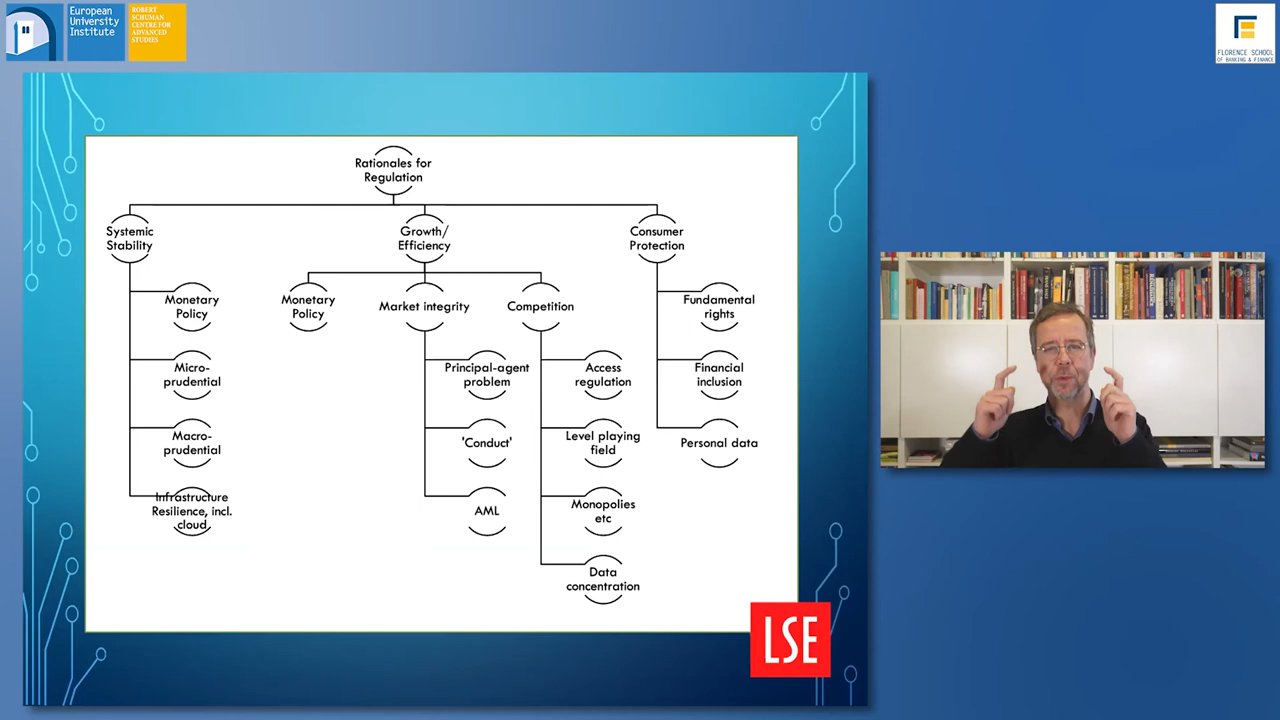 European
University
Institute
ROBERT
SCHUMAN
CENTRE FOR
ADVANCED
STUDIES
FLORENCE SCHOOL
OF BANKING & FINANCE
Rationales for
Regulation
Systemic
Stability
Growth/
Efficiency
Consumer
Protection
Monetary
Policy
Monetary
Policy
Market integrity
Competition
Fundamental
rights
Micro-
prudential
Principal-agent
problem
Access
regulation
Financial
inclusion
Macro-
prudential
'Conduct'
Level playing
field
Personal data
Infrastructure
Resilience, incl.
cloud
AML
Monopolies
etc
Data
concentration
LSE